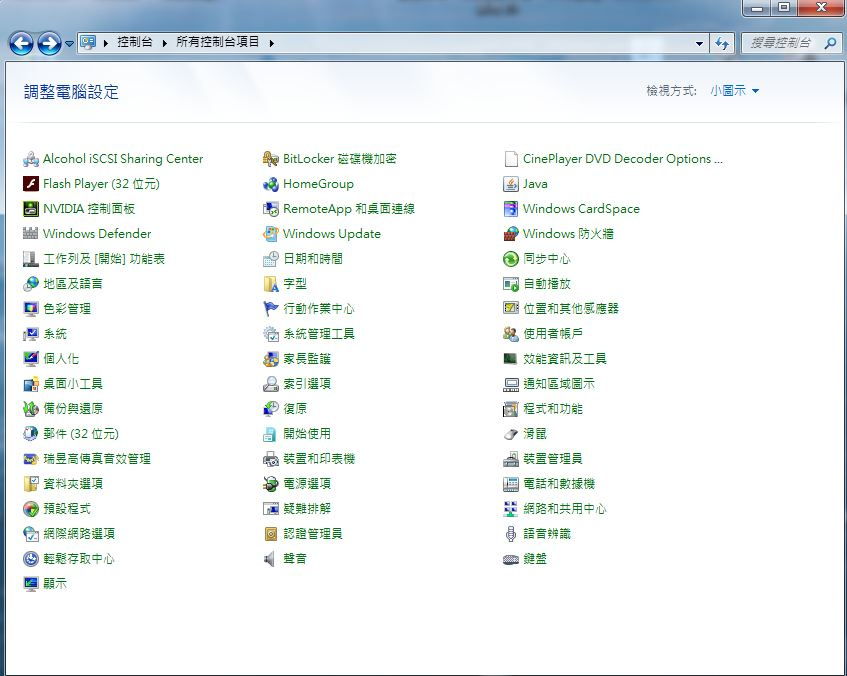 控制台 ▸ 所有控制台項目 ▸ 搜尋控制台
調整電腦設定 檢視方式: 小圖示
Alcohol iSCSI Sharing Center BitLocker 磁碟機加密 CinePlayer DVD Decoder Options ...
Flash Player (32 位元) HomeGroup Java
NVIDIA 控制面板 RemoteApp 和桌面連線 Windows CardSpace
Windows Defender Windows Update Windows 防火牆
工作列及 [開始] 功能表 日期和時間 同步中心
地區及語言 字型 自動播放
色彩管理 行動作業中心 位置和其他感應器
系統 系統管理工具 使用者帳戶
個人化 家長監護 效能資訊及工具
桌面小工具 索引選項 通知區域圖示
備份與還原 復原 程式和功能
郵件 (32 位元) 開始使用 滑鼠
瑞昱高傳真音效管理 裝置和印表機 裝置管理員
資料夾選項 電源選項 電話和數據機
預設程式 疑難排解 網路和共用中心
網際網路選項 認證管理員 語音辨識
輕鬆存取中心 聲音 鍵盤
顯示